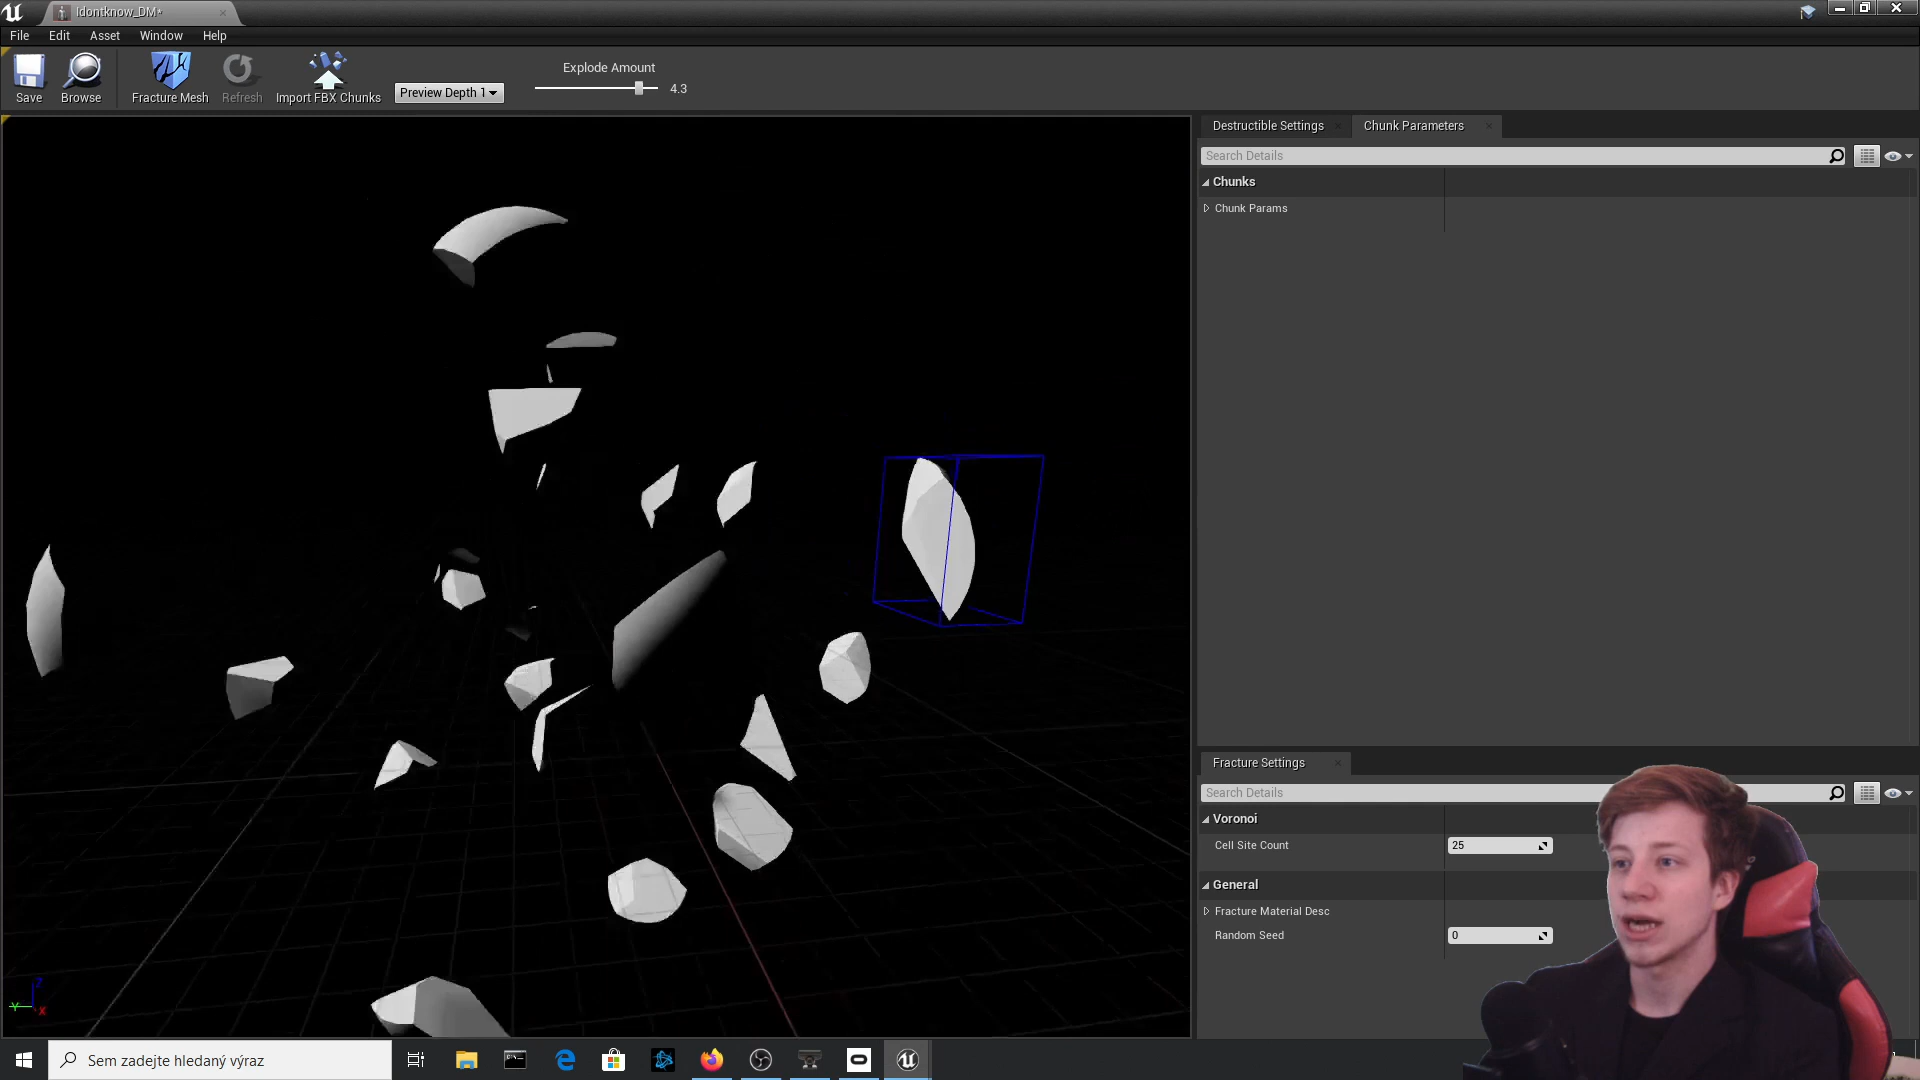 Idontknow_DM*
File Edit Asset Window Help
Save Browse Fracture Mesh Refresh Import FBX Chunks Preview Depth 1
Explode Amount
4.3
Destructible Settings Chunk Parameters
Search Details
Chunks
Chunk Params
Fracture Settings
Search Details
Voronoi
Cell Site Count 25
General
Fracture Material Desc
Random Seed 0
Z
Y
X
Sem zadejte hledaný výraz